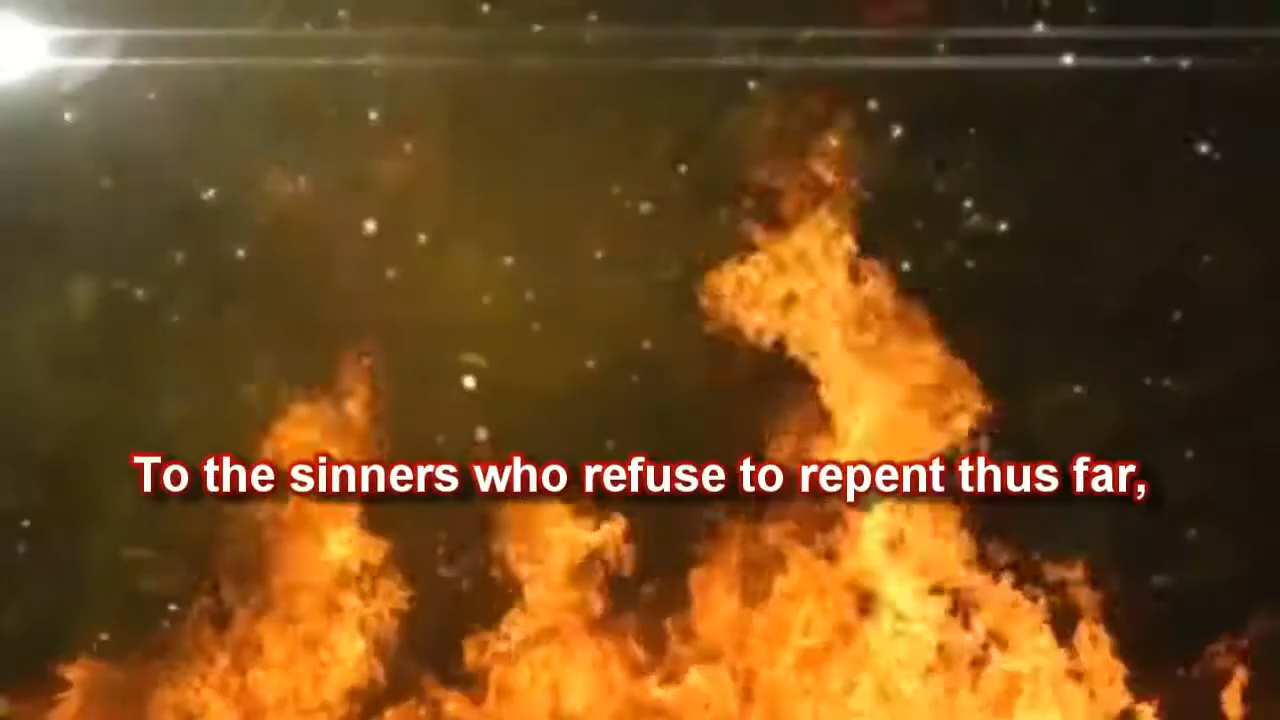 To the sinners who refuse to repent thus far,